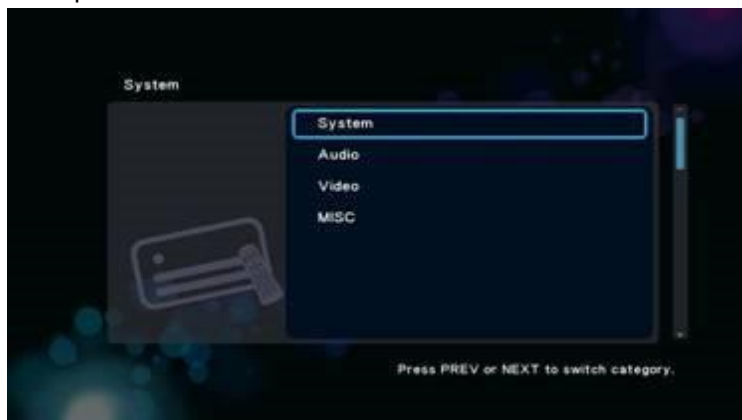 System
System
Audio
Video
MISC
Press PREV or NEXT to switch category.